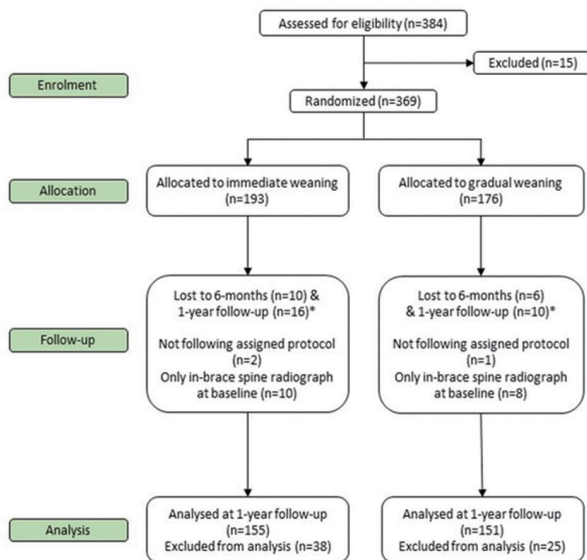 Assessed for eligibility (n=384)
Excluded (n=15)
Enrolment
Randomized (n=369)
Allocation
Allocated to immediate weaning
(n=193)
Allocated to gradual weaning
(n=176)
Follow-up
Lost to 6-months (n=10) &
1-year follow-up (n=16)*
Not following assigned protocol
(n=2)
Only in-brace spine radiograph
at baseline (n=10)
Lost to 6-months (n=6)
& 1-year follow-up (n=10)*
Not following assigned protocol
(n=1)
Only in-brace spine radiograph
at baseline (n=8)
Analysis
Analysed at 1-year follow-up
(n=155)
Excluded from analysis (n=38)
Analysed at 1-year follow-up
(n=151)
Excluded from analysis (n=25)